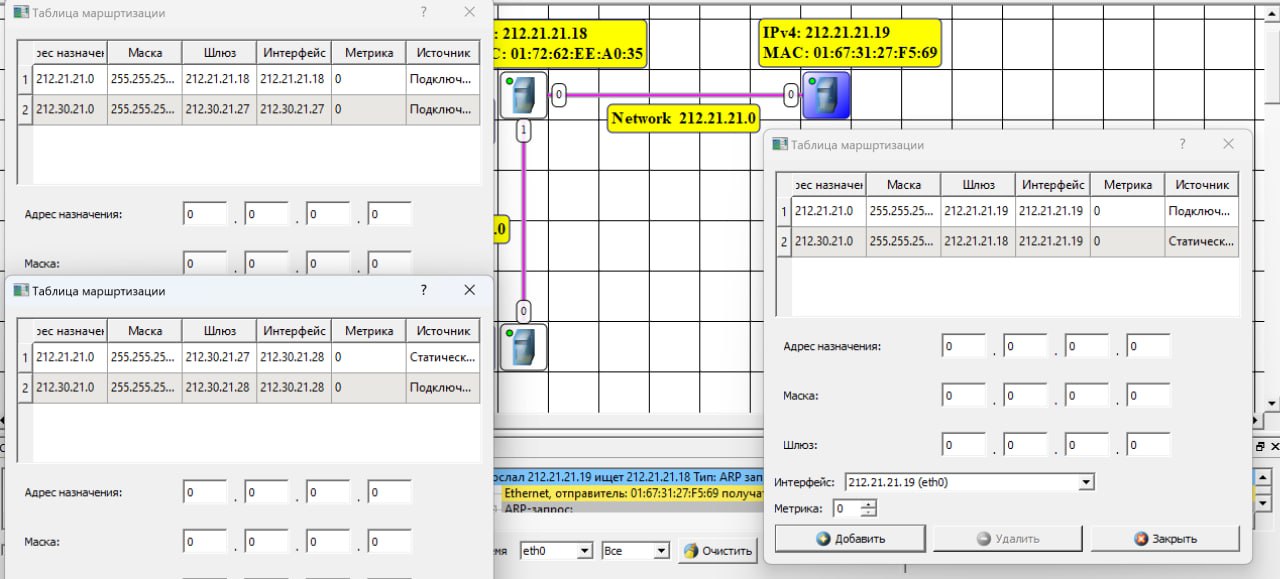 Таблица маршртизации
?
рес назначен Маска Шлюз Интерфейс Метрика Источник
1 212.21.21.0 255.255.25... 212.21.21.18 212.21.21.18 0 Подключ...
2 212.30.21.0 255.255.25... 212.30.21.27 212.30.21.27 0 Подключ...
Адрес назначения: 0 . 0 . 0 . 0
Маска: 0 . 0 . 0 . 0
Таблица маршртизации
?
рес назначен Маска Шлюз Интерфейс Метрика Источник
1 212.21.21.0 255.255.25... 212.30.21.27 212.30.21.28 0 Статическ...
2 212.30.21.0 255.255.25... 212.30.21.28 212.30.21.28 0 Подключ...
Адрес назначения: 0 . 0 . 0 . 0
Маска: 0 . 0 . 0 . 0
: 212.21.21.18
C: 01:72:62:EE:A0:35
IPv4: 212.21.21.19
MAC: 01:67:31:27:F5:69
0
0
Network 212.21.21.0
1
.0
0
Таблица маршртизации
?
рес назначен Маска Шлюз Интерфейс Метрика Источник
1 212.21.21.0 255.255.25... 212.21.21.19 212.21.21.19 0 Подключ...
2 212.30.21.0 255.255.25... 212.21.21.18 212.21.21.19 0 Статическ...
Адрес назначения: 0 . 0 . 0 . 0
Маска: 0 . 0 . 0 . 0
Шлюз: 0 . 0 . 0 . 0
Интерфейс: 212.21.21.19 (eth0)
Метрика: 0
Добавить Удалить Закрыть
ослал 212.21.21.19 ищет 212.21.21.18 Тип: ARP зап
Ethernet, отправитель: 01:67:31:27:F5:69 получат
ARP-запрос:
мя eth0 Все Очистить